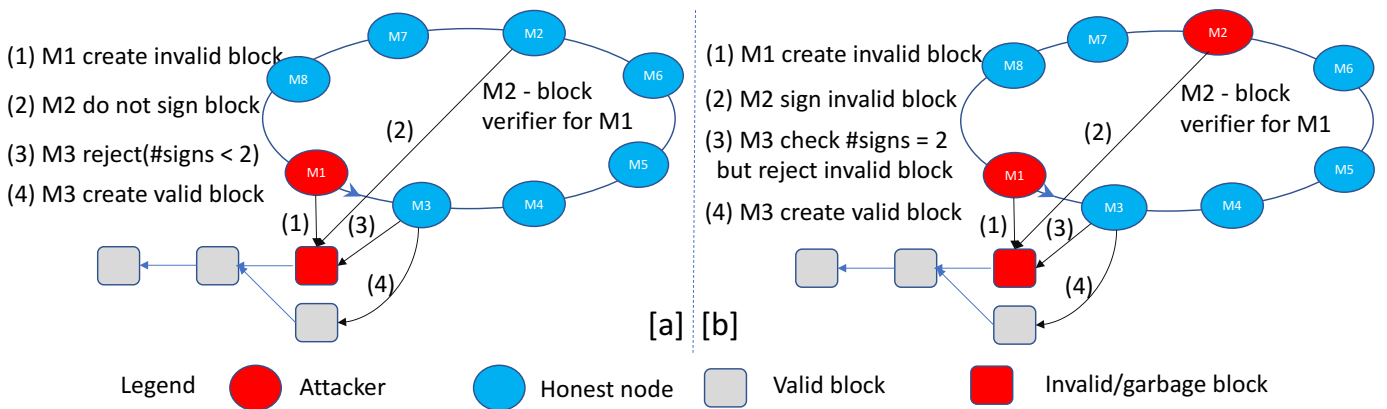 (1) M1 create invalid block
(2) M2 do not sign block
(3) M3 reject(#signs < 2)
(4) M3 create valid block
M7
M2
M8
M6
M2 - block
verifier for M1
(2)
M1
M5
M3
M4
(1)
(3)
(4)
[a]
(1) M1 create invalid block
(2) M2 sign invalid block
(3) M3 check #signs = 2
but reject invalid block
(4) M3 create valid block
M7
M2
M8
M6
M2 - block
verifier for M1
(2)
M1
M5
M3
M4
(1)
(3)
(4)
[b]
Legend
Attacker
Honest node
Valid block
Invalid/garbage block